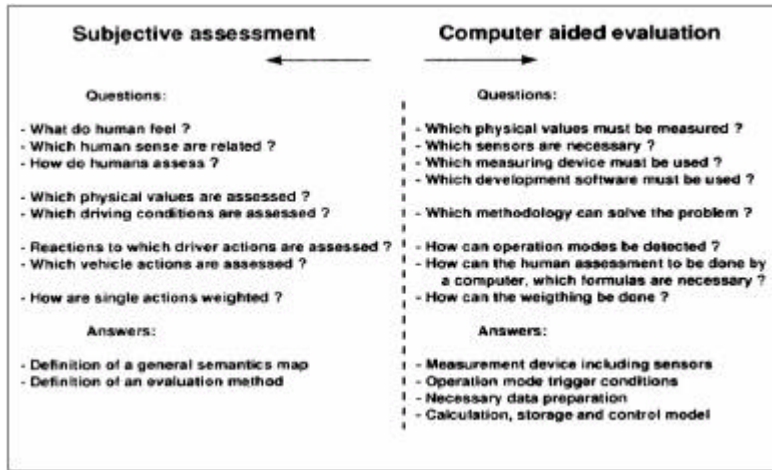 Subjective assessment
Questions:
- What do human feel ?
- Which human sense are related ?
- How do humans assess ?
- Which physical values are assessed ?
- Which driving conditions are assessed ?
- Reactions to which driver actions are assessed ?
- Which vehicle actions are assessed ?
- How are single actions weighted ?
Answers:
- Definition of a general semantics map
- Definition of an evaluation method
Computer aided evaluation
Questions:
- Which physical values must be measured ?
- Which sensors are necessary ?
- Which measuring device must be used ?
- Which development software must be used ?
- Which methodology can solve the problem ?
- How can operation modes be detected ?
- How can the human assessment to be done by
a computer, which formulas are necessary ?
- How can the weigthing be done ?
Answers:
- Measurement device including sensors
- Operation mode trigger conditions
- Necessary data preparation
- Calculation, storage and control model